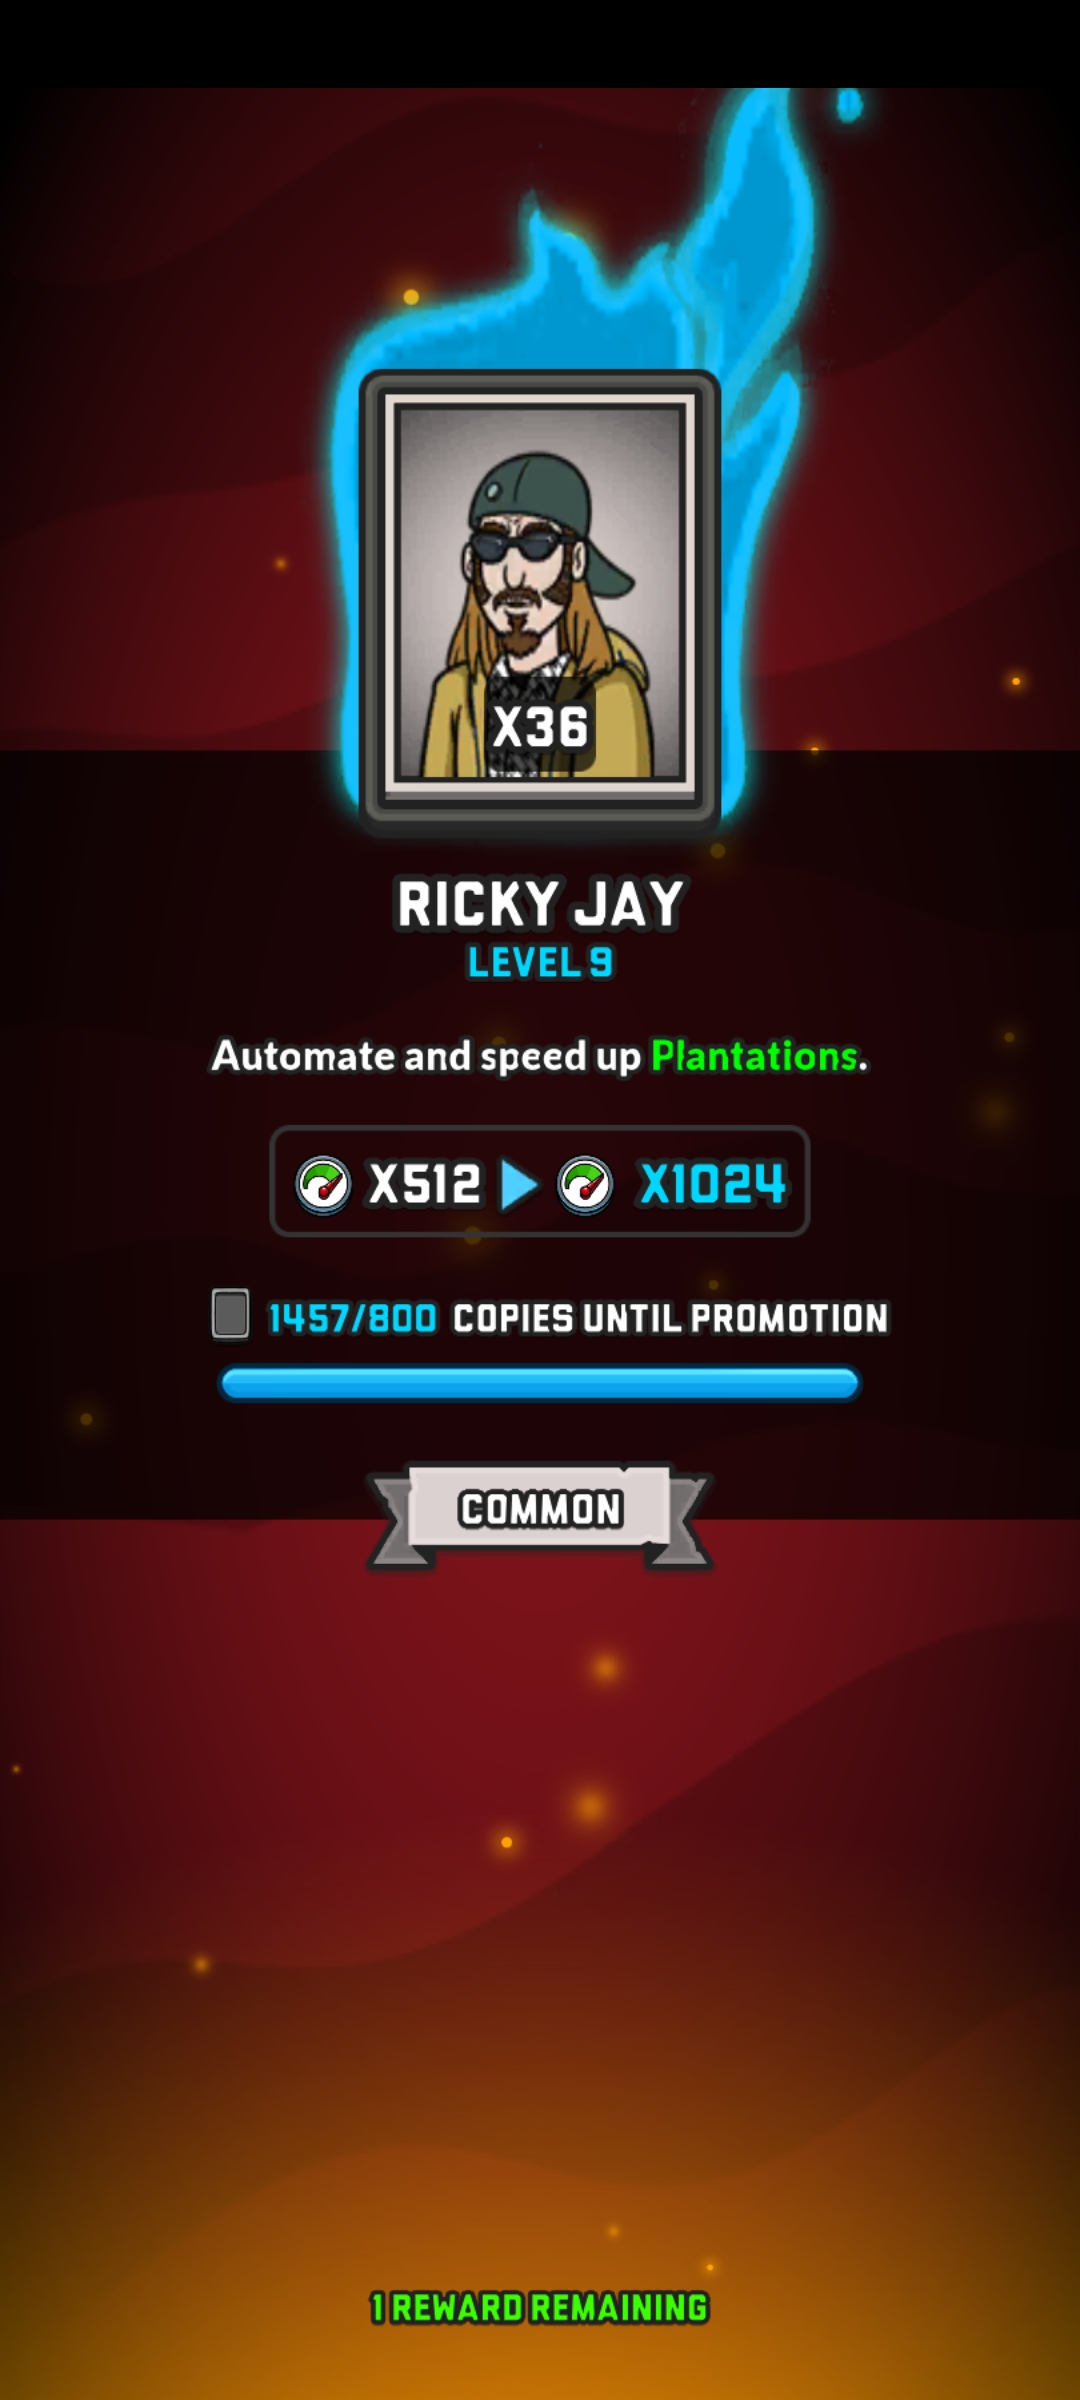 X36
RICKY JAY
LEVEL 9
Automate and speed up Plantations.
X512 X1024
1457/800 COPIES UNTIL PROMOTION
COMMON
1 REWARD REMAINING